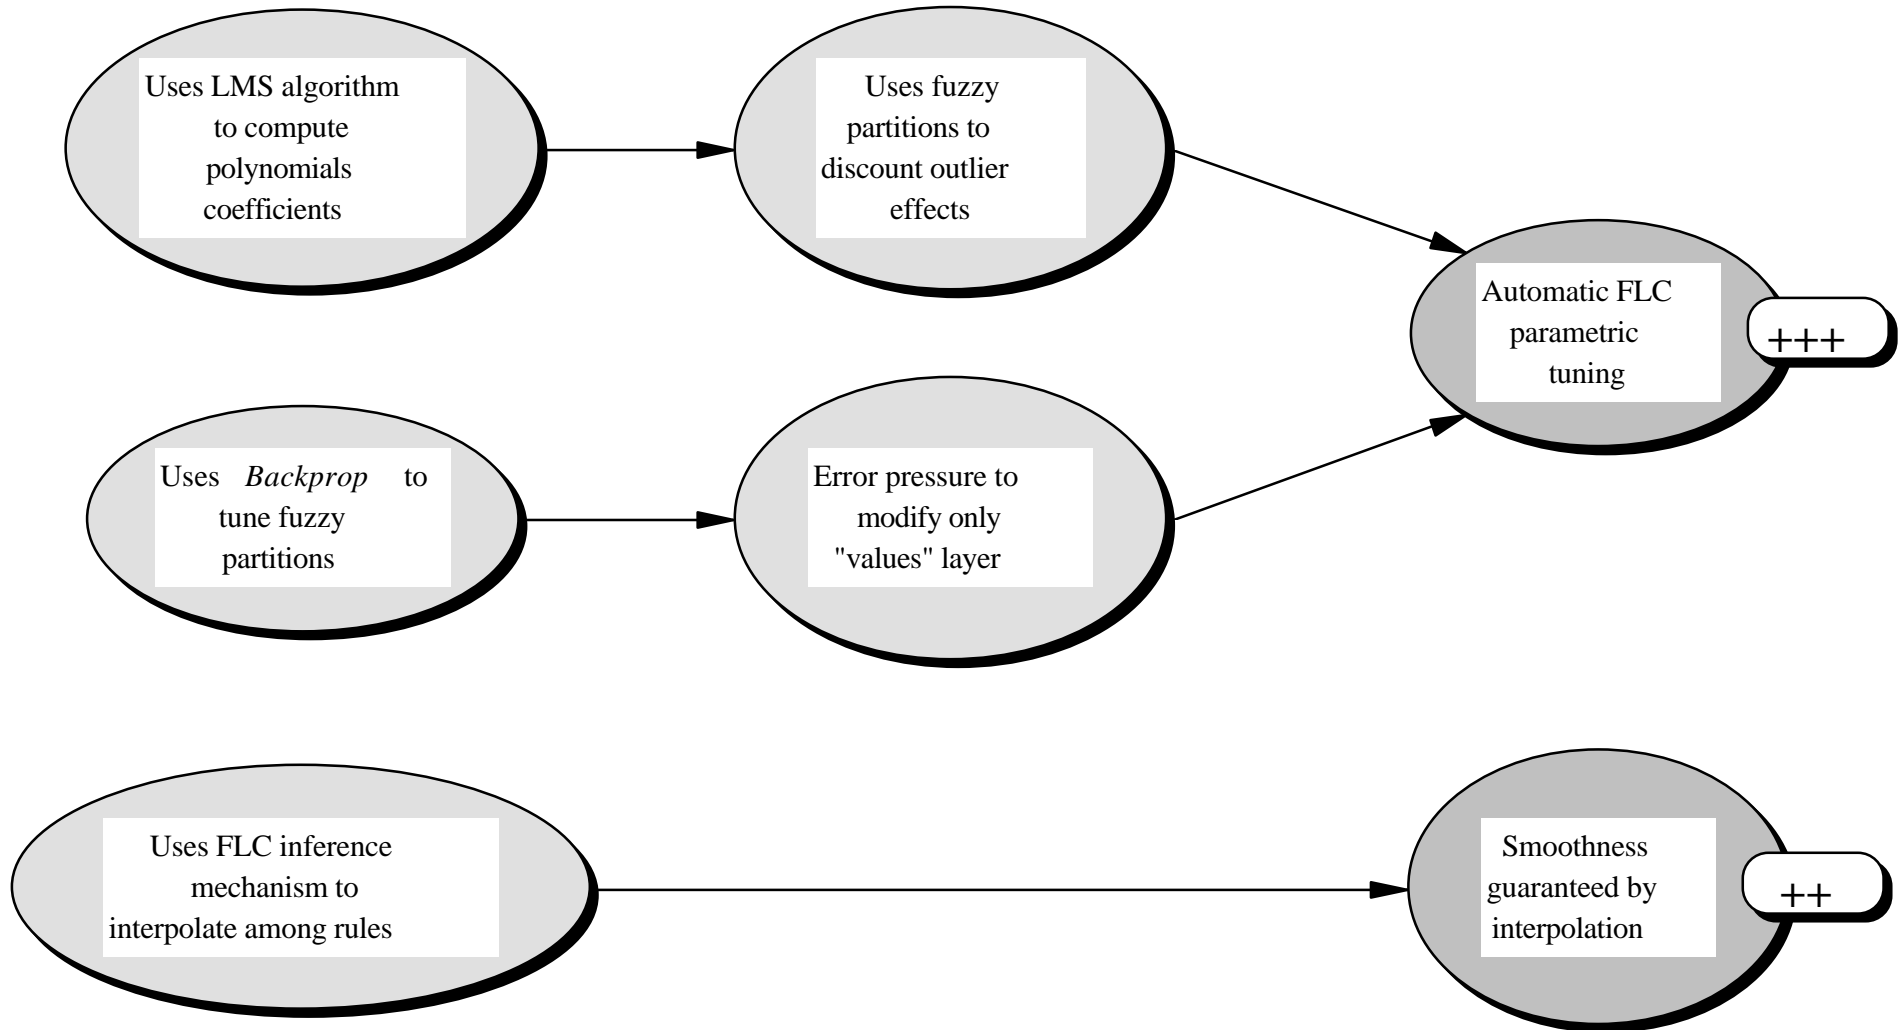 Uses LMS algorithm
to compute
polynomials
coefficients
Uses fuzzy
partitions to
discount outlier
effects
Automatic FLC
parametric
tuning
+++
Uses Backprop to
tune fuzzy
partitions
Error pressure to
modify only
"values" layer
Uses FLC inference
mechanism to
interpolate among rules
Smoothness
guaranteed by
interpolation
++